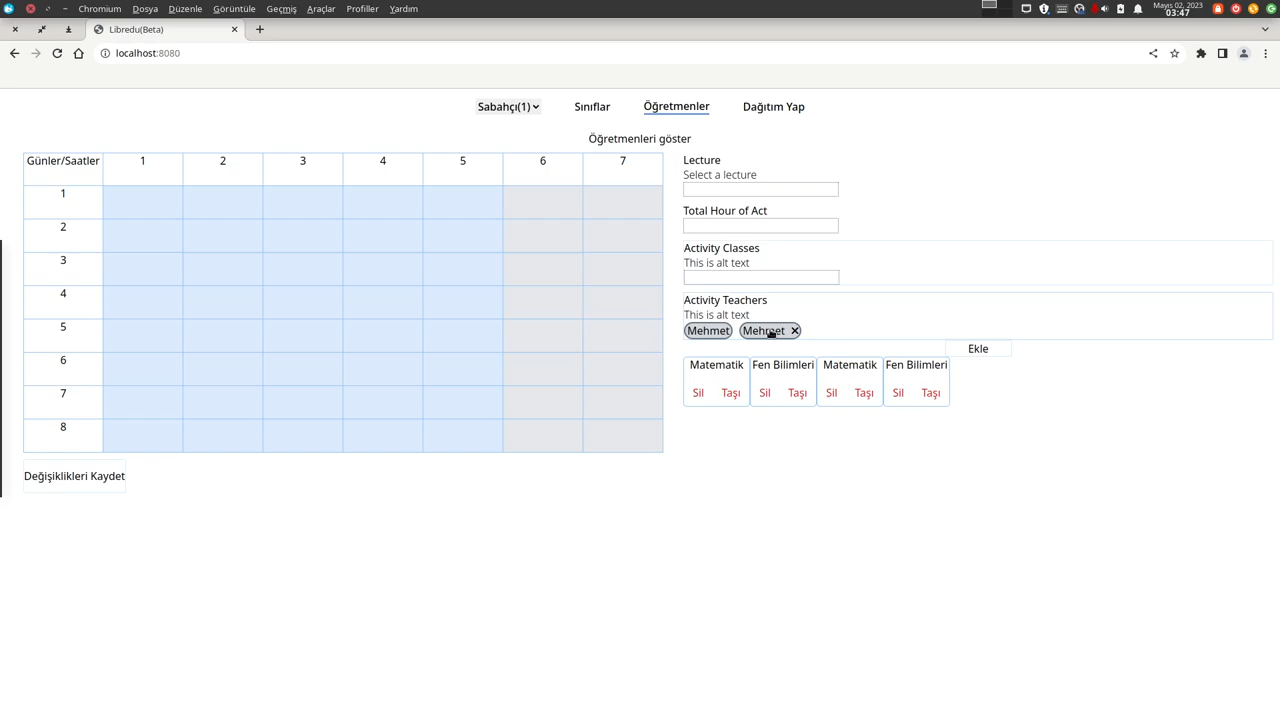 Chromium Dosya Düzenle Görüntüle Geçmiş Araçlar Profiller Yardım
Mayıs 02, 2023
03:47
Libredu(Beta)
localhost:8080
Sabahçı(1) Sınıflar Öğretmenler Dağıtım Yap
Öğretmenleri göster
Günler/Saatler 1 2 3 4 5 6 7
1
2
3
4
5
6
7
8
Değişiklikleri Kaydet
Lecture
Select a lecture
Total Hour of Act
Activity Classes
This is alt text
Activity Teachers
This is alt text
Mehmet Mehmet ✕
Ekle
Matematik Fen Bilimleri Matematik Fen Bilimleri
Sil Taşı Sil Taşı Sil Taşı Sil Taşı